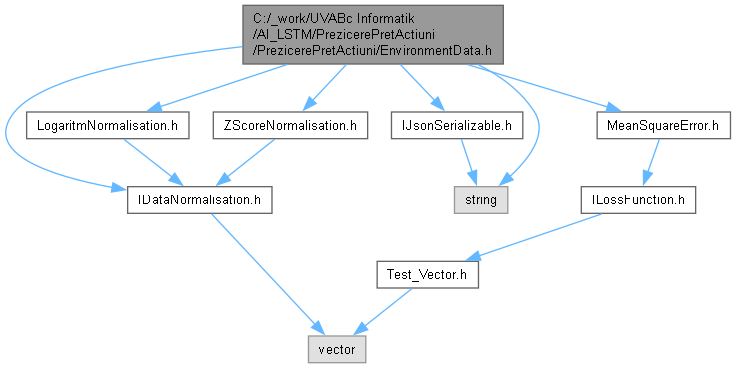 C:/_work/UVABc Informatik
/AI_LSTM/PrezicerePretActiuni
/PrezicerePretActiuni/EnvironmentData.h
LogaritmNormalisation.h
ZScoreNormalisation.h
IJsonSerializable.h
MeanSquareError.h
IDataNormalisation.h
string
ILossFunction.h
Test_Vector.h
vector